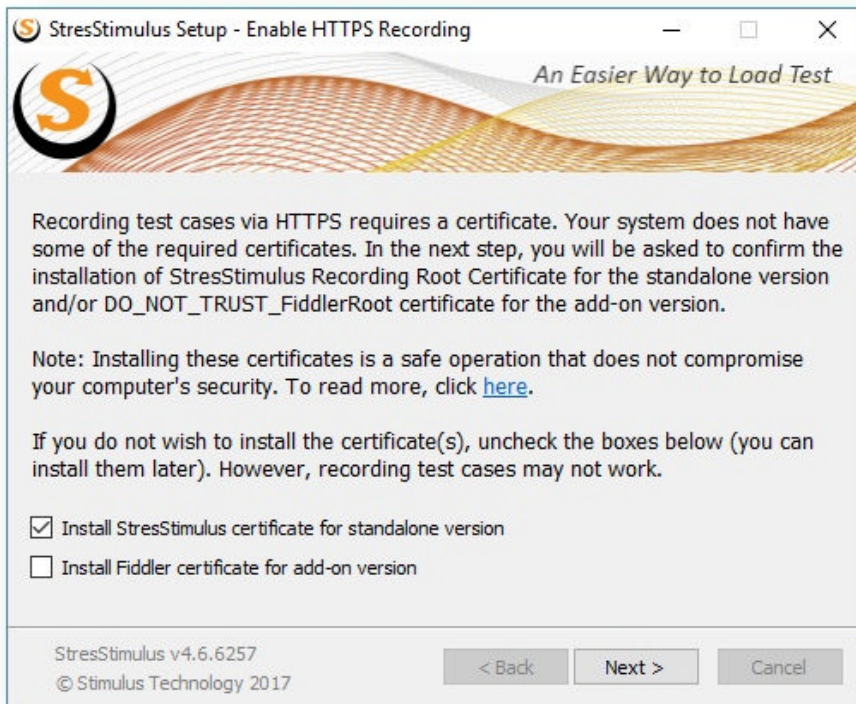 StresStimulus Setup - Enable HTTPS Recording
An Easier Way to Load Test
S
Recording test cases via HTTPS requires a certificate. Your system does not have
some of the required certificates. In the next step, you will be asked to confirm the
installation of StresStimulus Recording Root Certificate for the standalone version
and/or DO_NOT_TRUST_FiddlerRoot certificate for the add-on version.
Note: Installing these certificates is a safe operation that does not compromise
your computer's security. To read more, click here.
If you do not wish to install the certificate(s), uncheck the boxes below (you can
install them later). However, recording test cases may not work.
Install StresStimulus certificate for standalone version
Install Fiddler certificate for add-on version
StresStimulus v4.6.6257
© Stimulus Technology 2017
< Back Next > Cancel